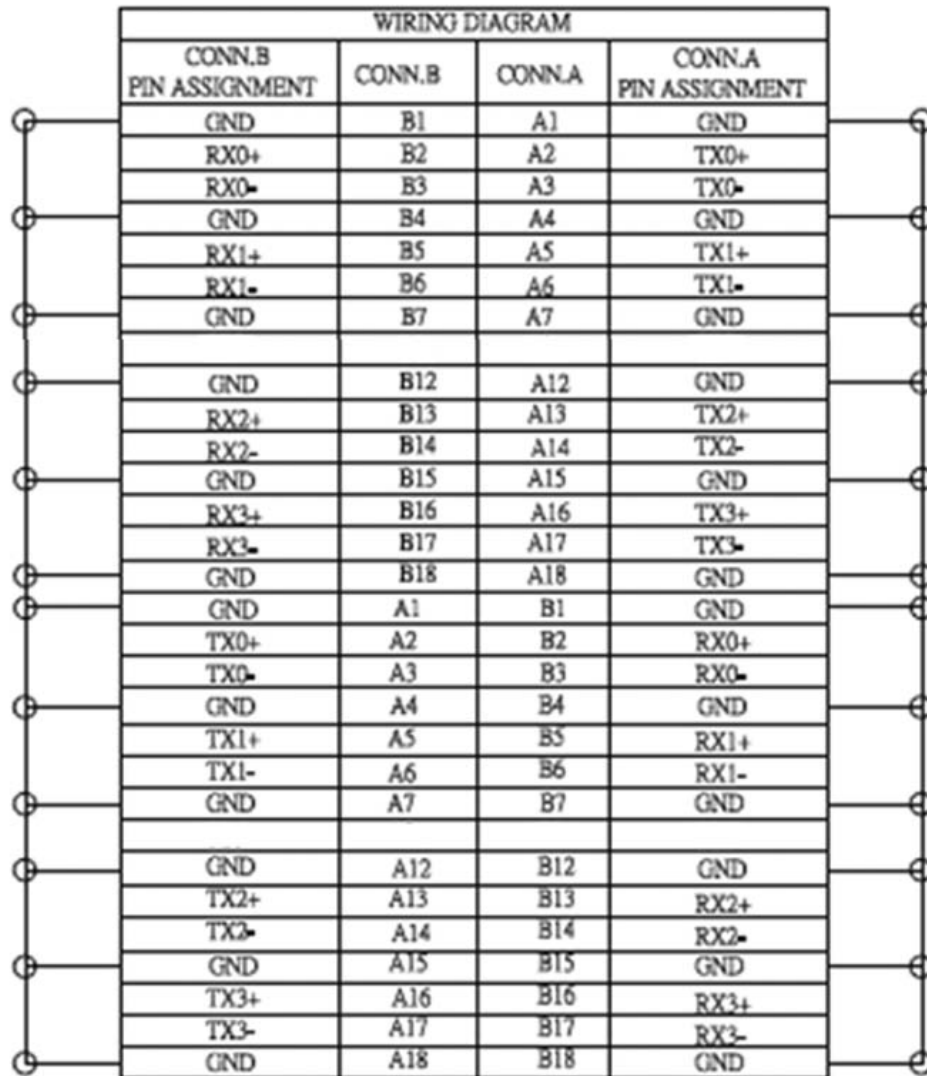 WIRING DIAGRAM
CONN.B PIN ASSIGNMENT CONN.B CONN.A CONN.A PIN ASSIGNMENT
GND B1 A1 GND
RX0+ B2 A2 TX0+
RX0- B3 A3 TX0-
GND B4 A4 GND
RX1+ B5 A5 TX1+
RX1- B6 A6 TX1-
GND B7 A7 GND
GND B12 A12 GND
RX2+ B13 A13 TX2+
RX2- B14 A14 TX2-
GND B15 A15 GND
RX3+ B16 A16 TX3+
RX3- B17 A17 TX3-
GND B18 A18 GND
GND A1 B1 GND
TX0+ A2 B2 RX0+
TX0- A3 B3 RX0-
GND A4 B4 GND
TX1+ A5 B5 RX1+
TX1- A6 B6 RX1-
GND A7 B7 GND
GND A12 B12 GND
TX2+ A13 B13 RX2+
TX2- A14 B14 RX2-
GND A15 B15 GND
TX3+ A16 B16 RX3+
TX3- A17 B17 RX3-
GND A18 B18 GND